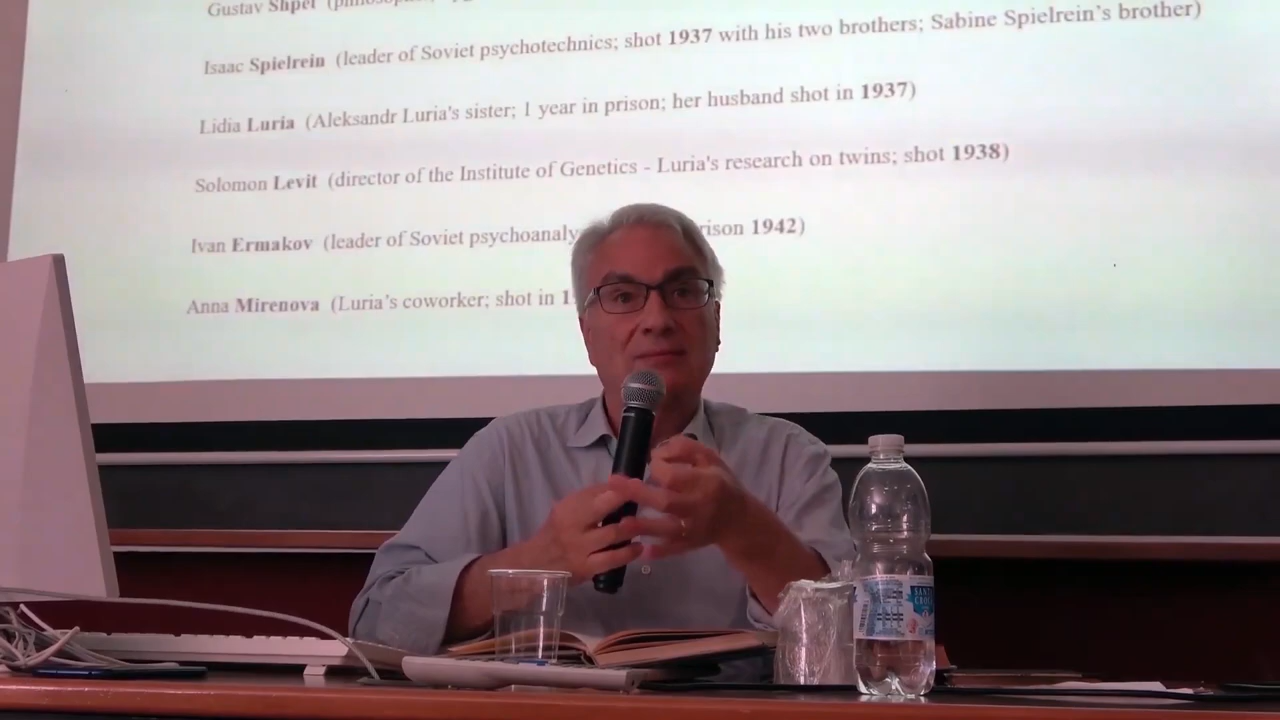 Gustav Shpet
Isaac Spielrein (leader of Soviet psychotechnics; shot 1937 with his two brothers; Sabine Spielrein's brother)
Lidia Luria (Aleksandr Luria's sister; 1 year in prison; her husband shot in 1937)
Solomon Levit (director of the Institute of Genetics - Luria's research on twins; shot 1938)
Ivan Ermakov (leader of Soviet psychoanaly rison 1942)
Anna Mirenova (Luria's coworker; shot in 1